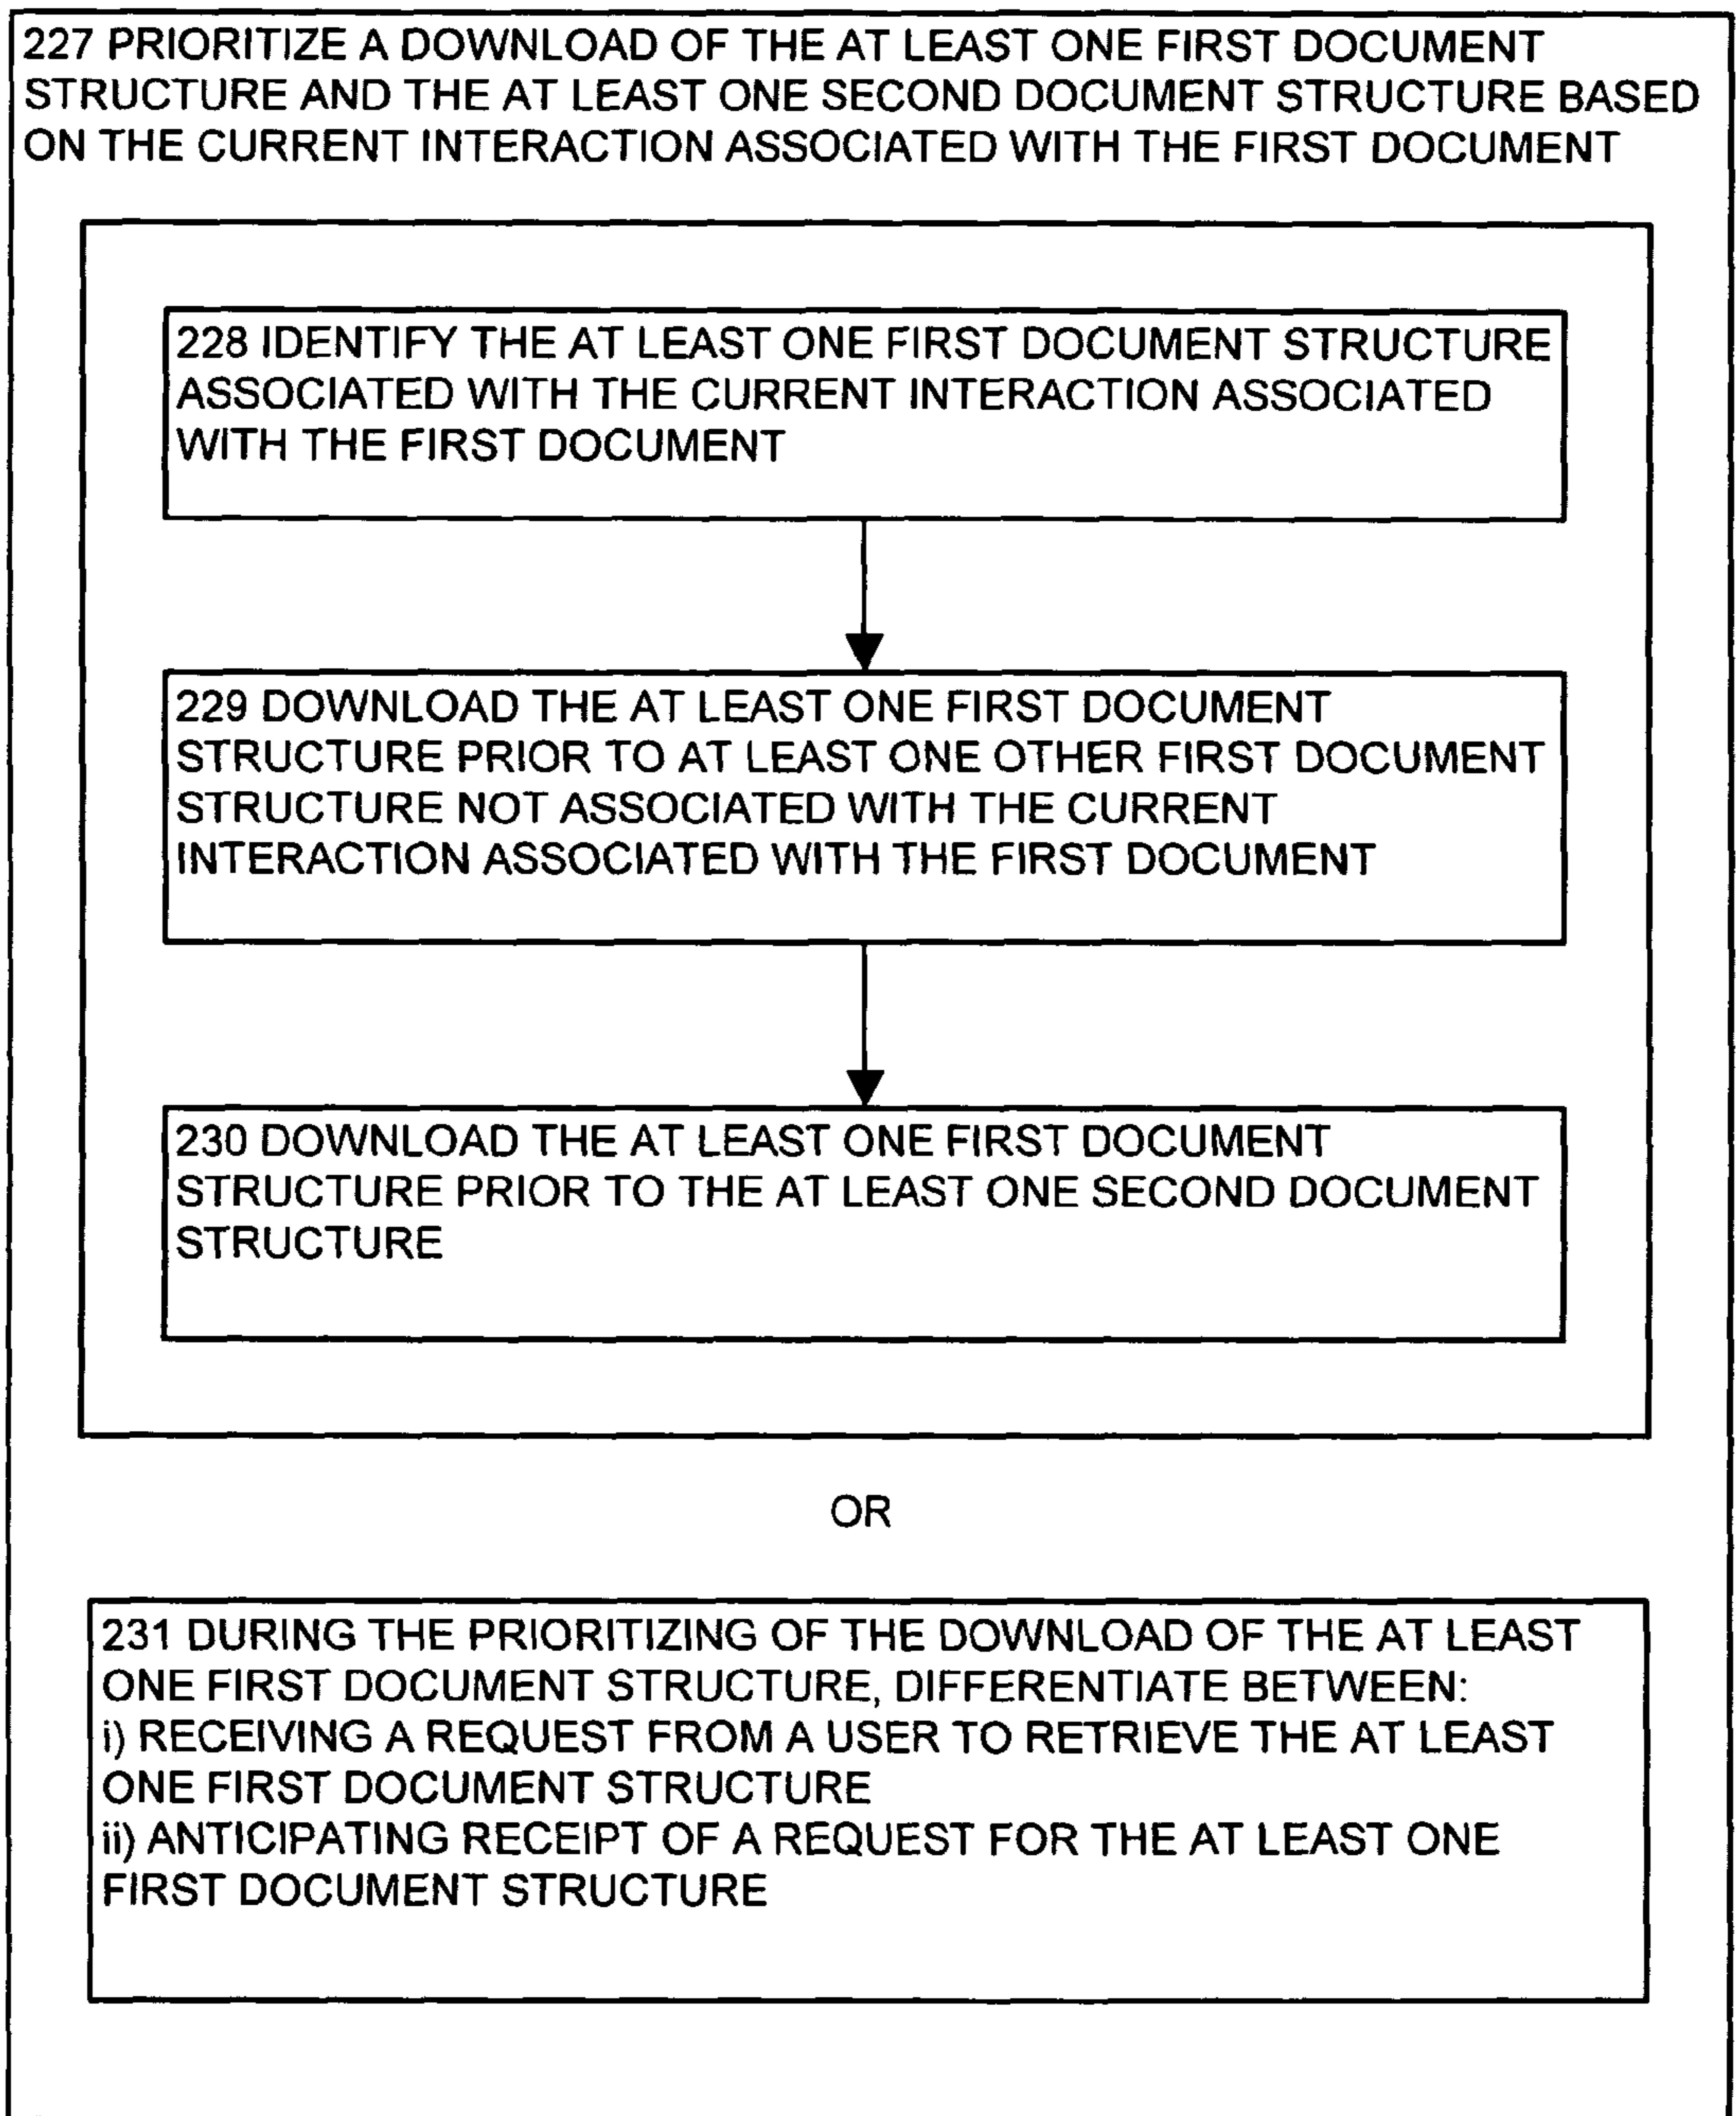 227 PRIORITIZE A DOWNLOAD OF THE AT LEAST ONE FIRST DOCUMENT
STRUCTURE AND THE AT LEAST ONE SECOND DOCUMENT STRUCTURE BASED
ON THE CURRENT INTERACTION ASSOCIATED WITH THE FIRST DOCUMENT
228 IDENTIFY THE AT LEAST ONE FIRST DOCUMENT STRUCTURE
ASSOCIATED WITH THE CURRENT INTERACTION ASSOCIATED
WITH THE FIRST DOCUMENT
229 DOWNLOAD THE AT LEAST ONE FIRST DOCUMENT
STRUCTURE PRIOR TO AT LEAST ONE OTHER FIRST DOCUMENT
STRUCTURE NOT ASSOCIATED WITH THE CURRENT
INTERACTION ASSOCIATED WITH THE FIRST DOCUMENT
230 DOWNLOAD THE AT LEAST ONE FIRST DOCUMENT
STRUCTURE PRIOR TO THE AT LEAST ONE SECOND DOCUMENT
STRUCTURE
OR
231 DURING THE PRIORITIZING OF THE DOWNLOAD OF THE AT LEAST
ONE FIRST DOCUMENT STRUCTURE, DIFFERENTIATE BETWEEN:
i) RECEIVING A REQUEST FROM A USER TO RETRIEVE THE AT LEAST
ONE FIRST DOCUMENT STRUCTURE
ii) ANTICIPATING RECEIPT OF A REQUEST FOR THE AT LEAST ONE
FIRST DOCUMENT STRUCTURE